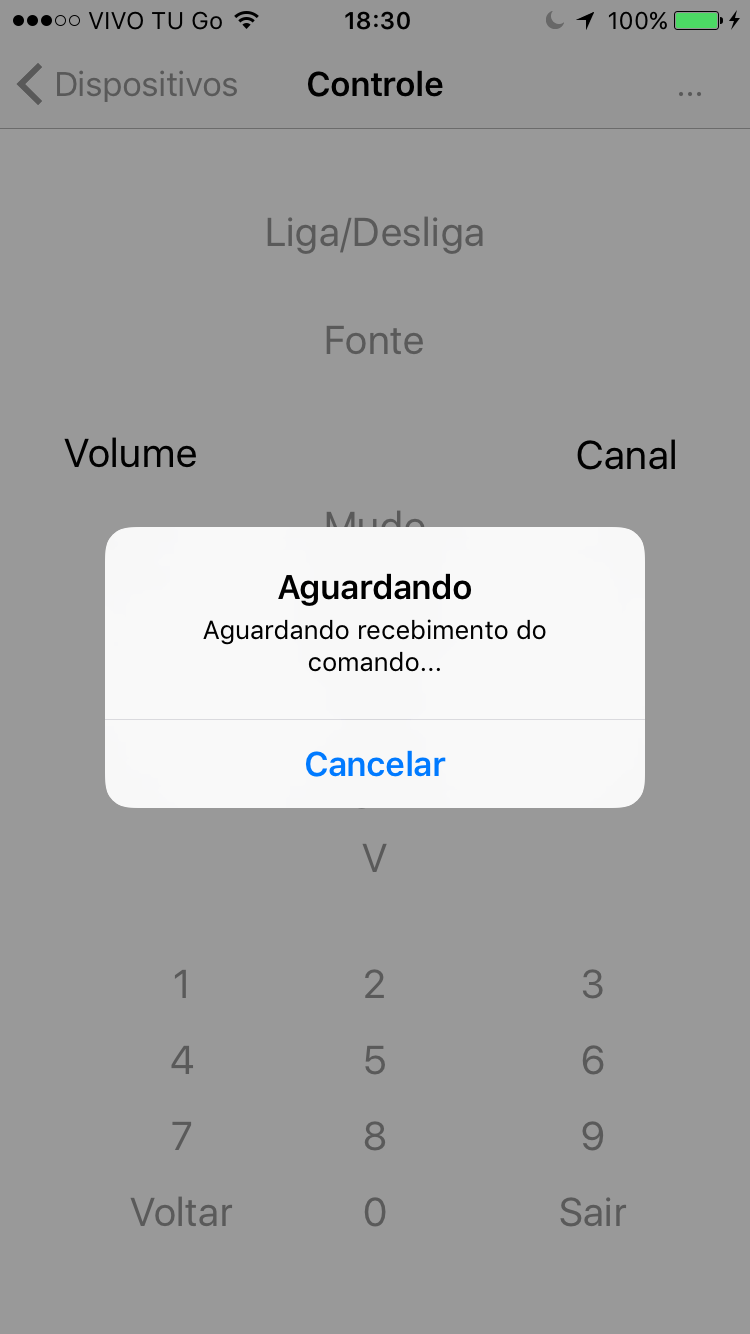 VIVO TU Go 18:30 100%
Dispositivos Controle ...
Liga/Desliga
Fonte
Volume Canal
Mudo
Aguardando
Aguardando recebimento do
comando...
Cancelar
V
1 2 3
4 5 6
7 8 9
Voltar 0 Sair